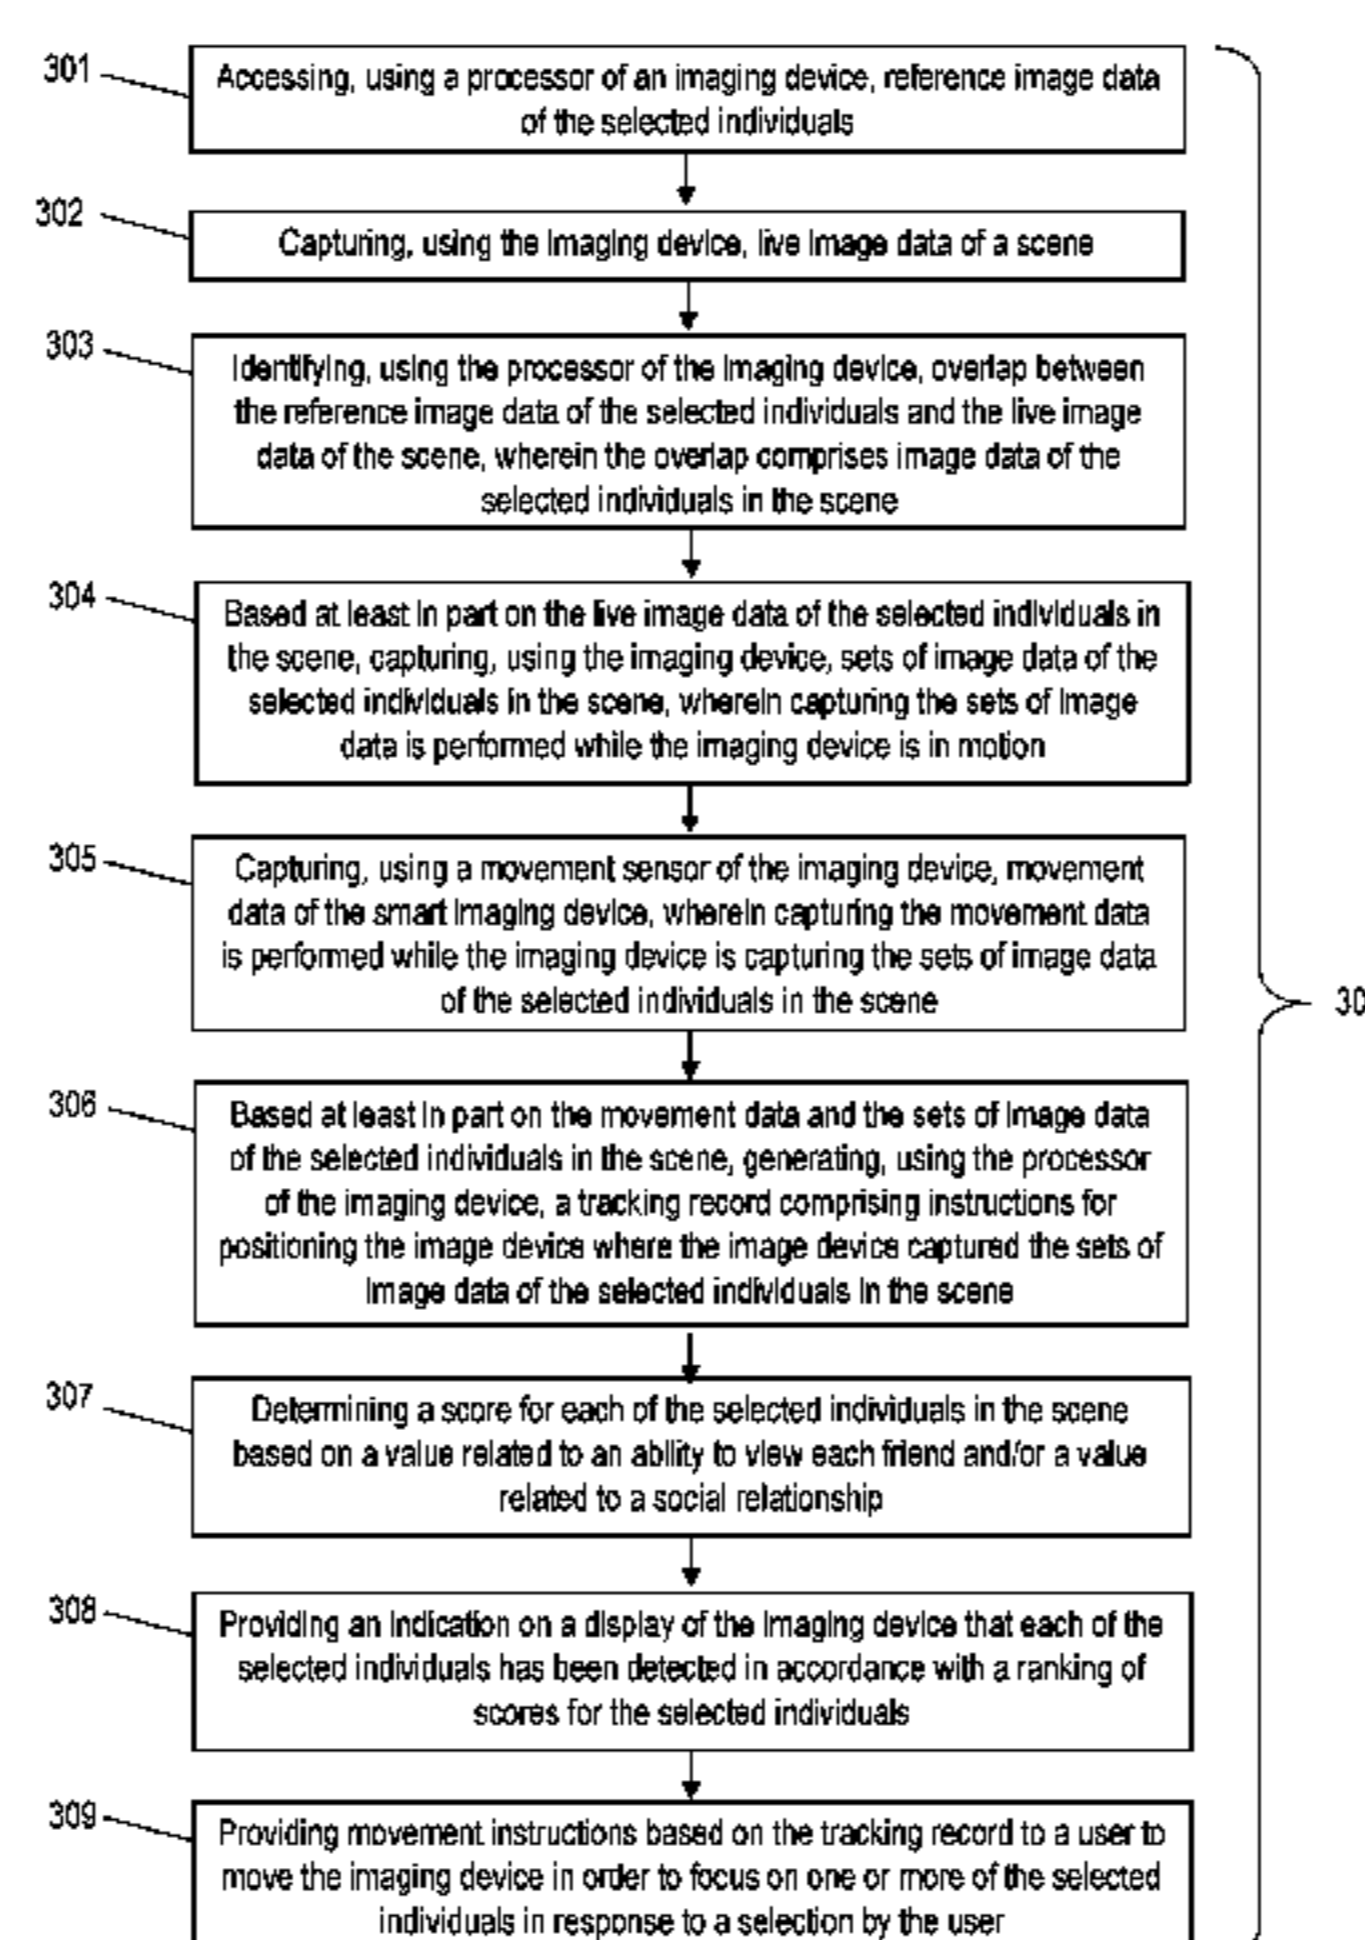 301
Accessing, using a processor of an imaging device, reference image data
of the selected individuals
302
Capturing, using the imaging device, live image data of a scene
303
Identifying, using the processor of the imaging device, overlap between
the reference image data of the selected individuals and the live image
data of the scene, wherein the overlap comprises image data of the
selected individuals in the scene
304
Based at least in part on the live image data of the selected individuals in
the scene, capturing, using the imaging device, sets of image data of the
selected individuals in the scene, wherein capturing the sets of image
data is performed while the imaging device is in motion
305
Capturing, using a movement sensor of the imaging device, movement
data of the smart imaging device, wherein capturing the movement data
is performed while the imaging device is capturing the sets of image data
of the selected individuals in the scene
30
306
Based at least in part on the movement data and the sets of image data
of the selected individuals in the scene, generating, using the processor
of the imaging device, a tracking record comprising instructions for
positioning the image device where the image device captured the sets of
image data of the selected individuals in the scene
307
Determining a score for each of the selected individuals in the scene
based on a value related to an ability to view each friend and/or a value
related to a social relationship
308
Providing an indication on a display of the imaging device that each of the
selected individuals has been detected in accordance with a ranking of
scores for the selected individuals
309
Providing movement instructions based on the tracking record to a user to
move the imaging device in order to focus on one or more of the selected
individuals in response to a selection by the user